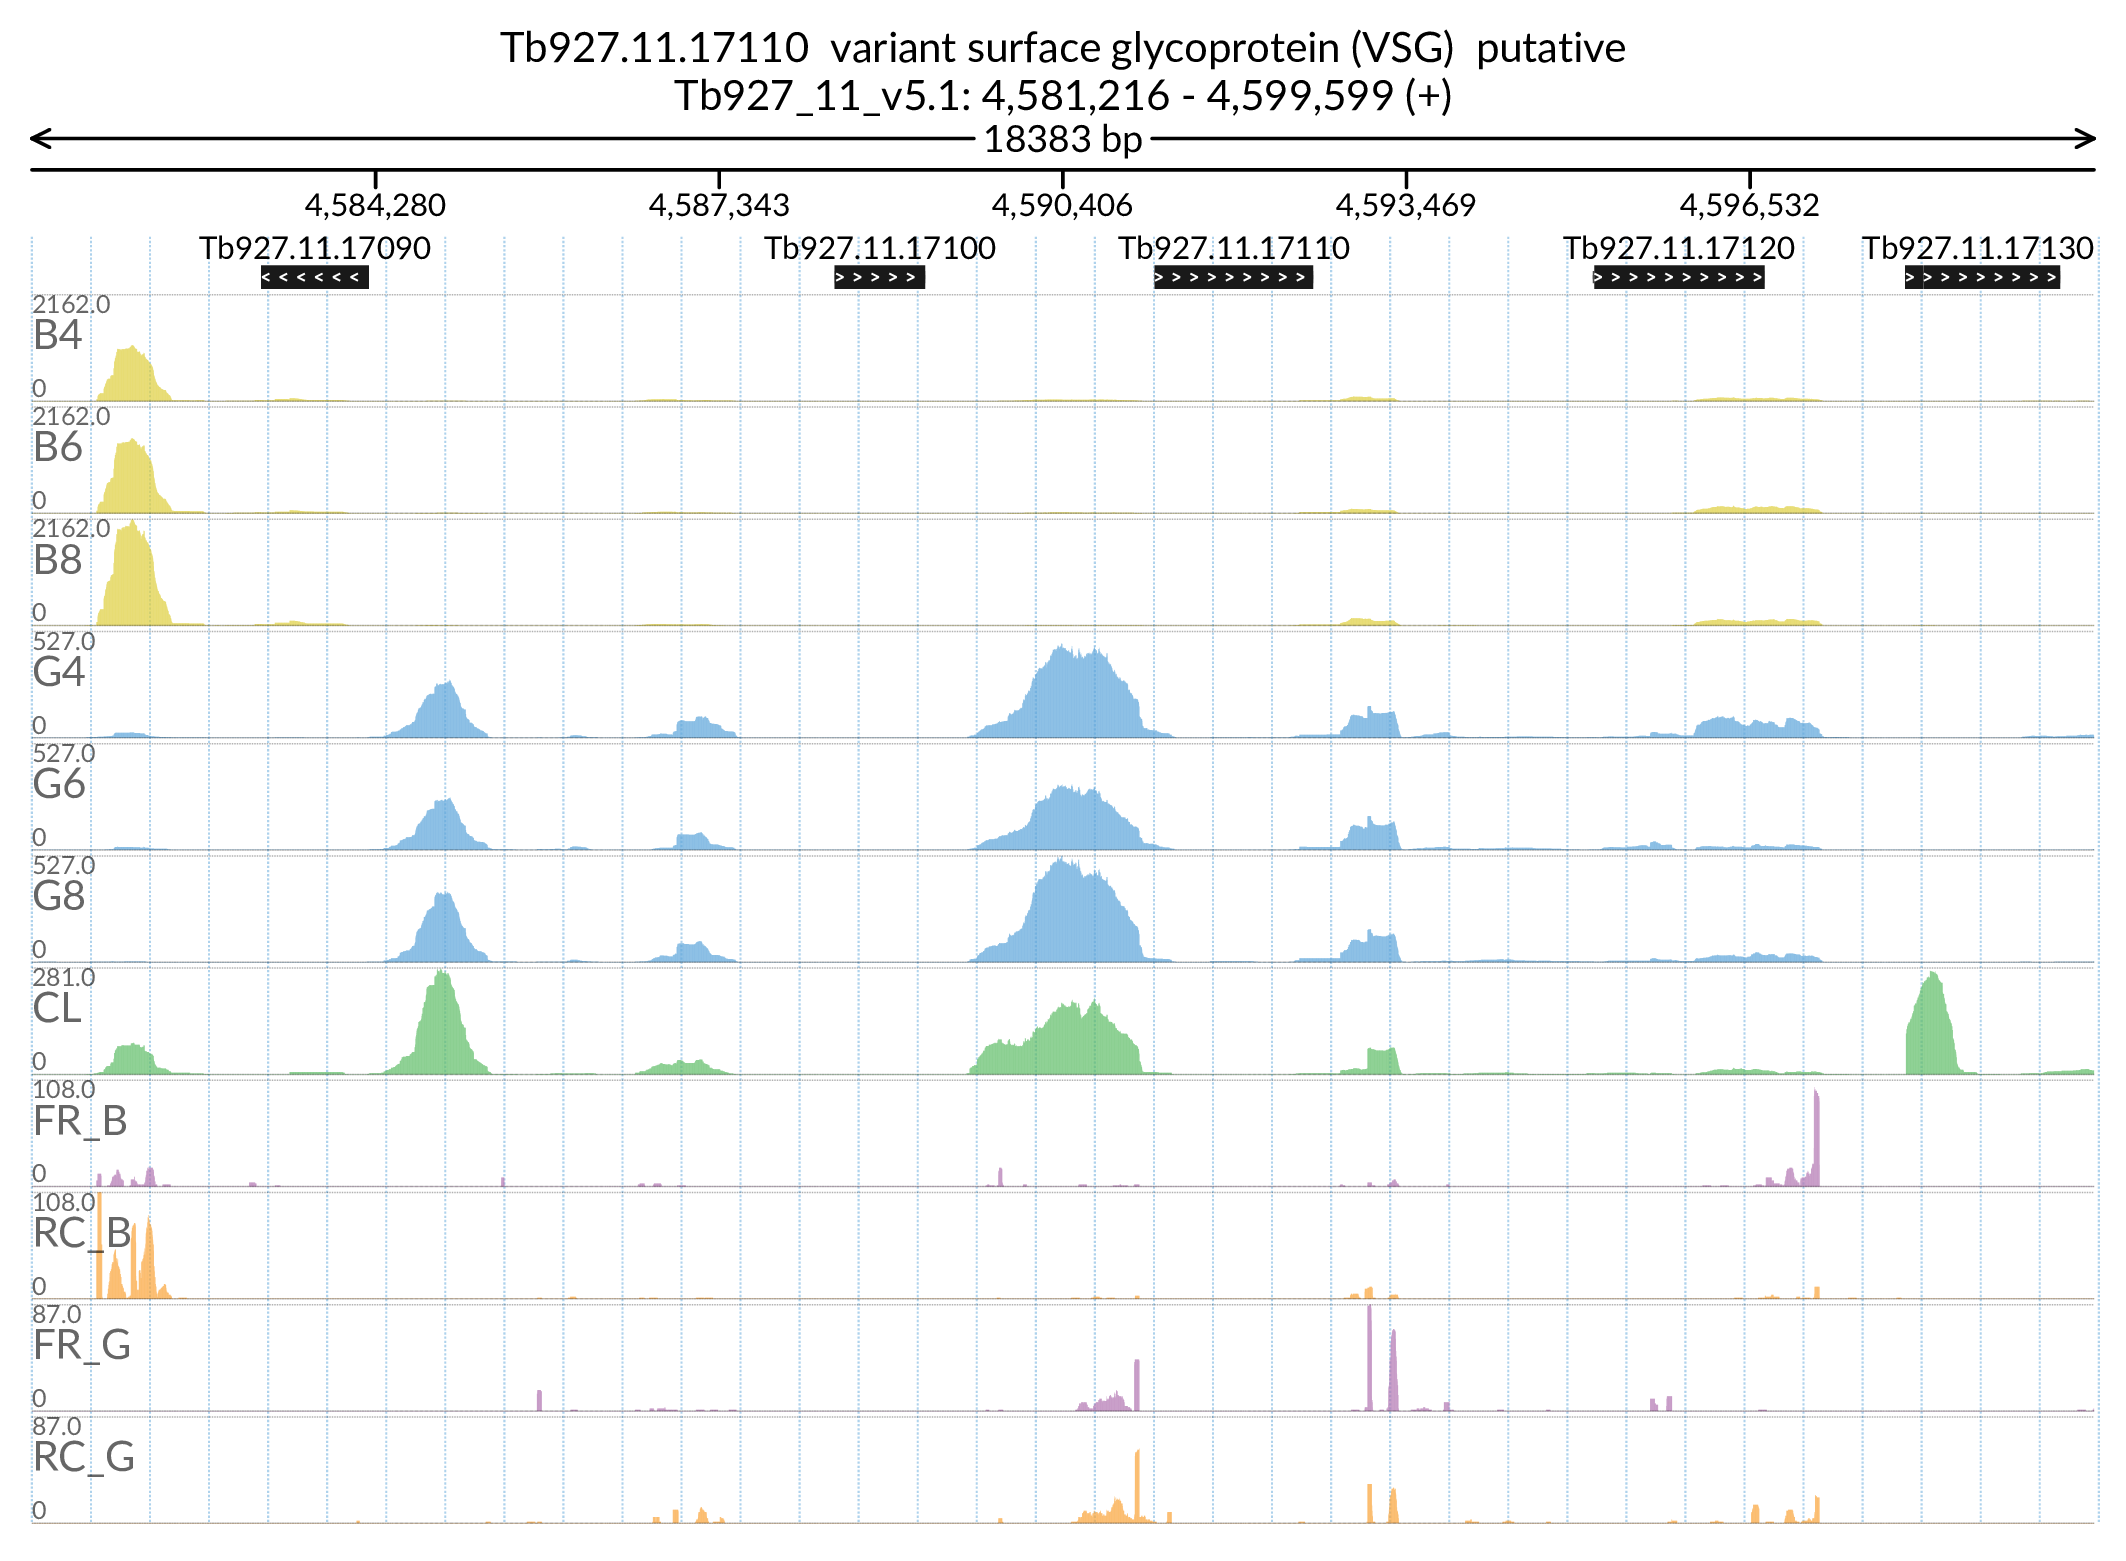 Tb927.11.17110  variant surface glycoprotein (VSG)  putative
Tb927_11_v5.1: 4,581,216 - 4,599,599 (+)
18383 bp
4,584,280 4,587,343 4,590,406 4,593,469 4,596,532
Tb927.11.17090 Tb927.11.17100 Tb927.11.17110 Tb927.11.17120 Tb927.11.17130
2162.0
B4
0
2162.0
B6
0
2162.0
B8
0
527.0
G4
0
527.0
G6
0
527.0
G8
0
281.0
CL
0
108.0
FR_B
0
108.0
RC_B
0
87.0
FR_G
0
87.0
RC_G
0